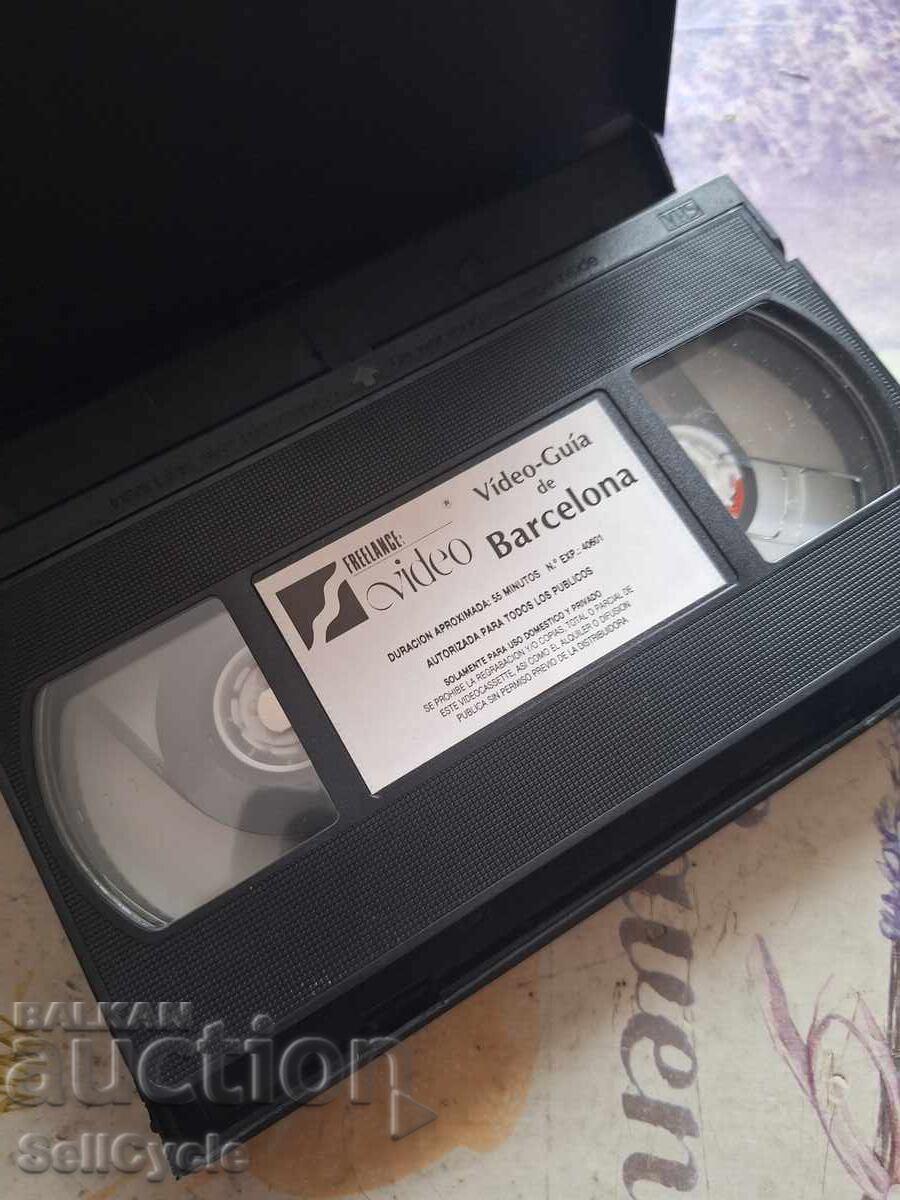 VHS
FREELANCE:
video
®
Vídeo-Guía
de
Barcelona
DURACION APROXIMADA: 55 MINUTOS N.º EXP.: 40601
AUTORIZADA PARA TODOS LOS PUBLICOS
SOLAMENTE PARA USO DOMESTICO Y PRIVADO
SE PROHIBE LA REGRABACION Y/O COPIAS, TOTAL O PARCIAL DE
ESTE VIDEOCASSETTE, ASI COMO EL ALQUILER O DIFUSION
PUBLICA SIN PERMISO PREVIO DE LA DISTRIBUIDORA
BALKAN
auction
SellCycle